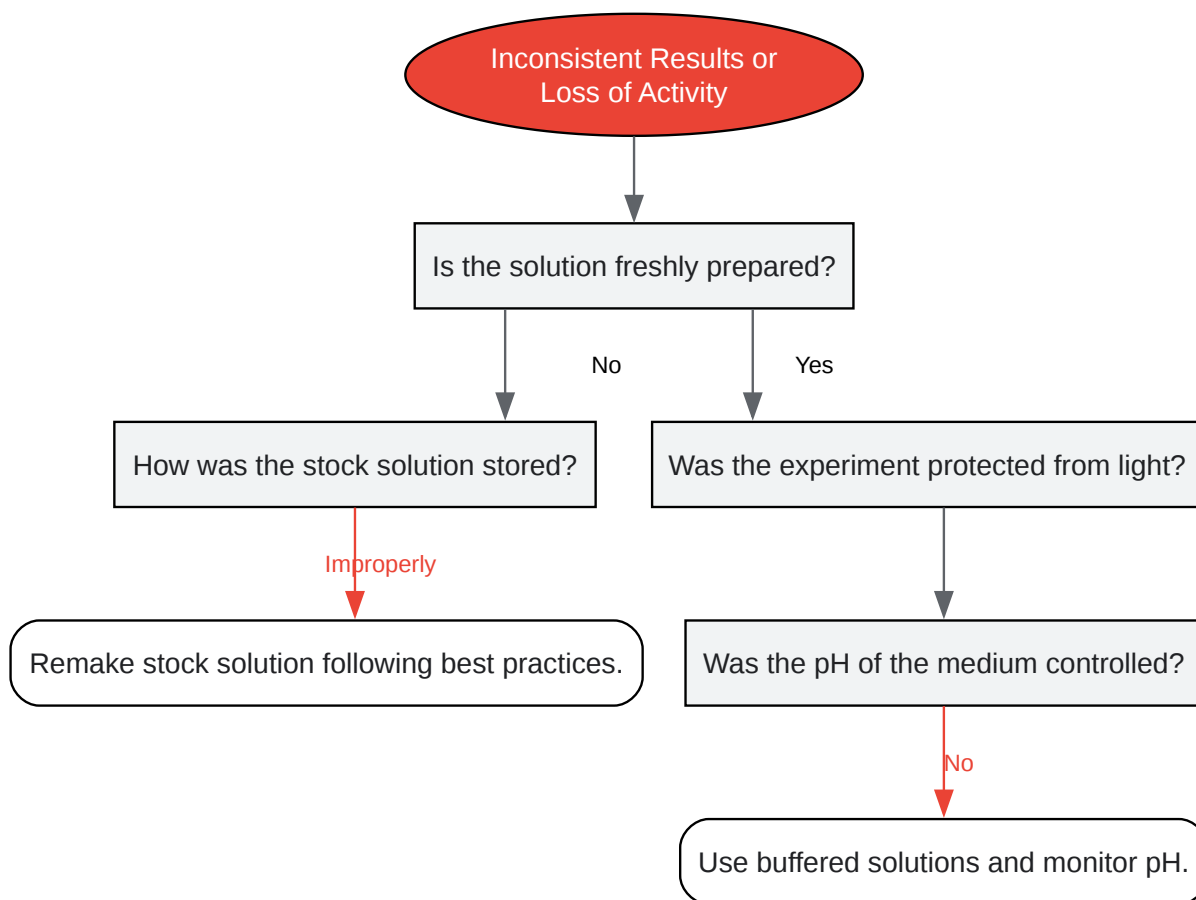 Inconsistent Results or
Loss of Activity
Is the solution freshly prepared?
No
Yes
How was the stock solution stored?
Was the experiment protected from light?
Improperly
Remake stock solution following best practices.
Was the pH of the medium controlled?
No
Use buffered solutions and monitor pH.